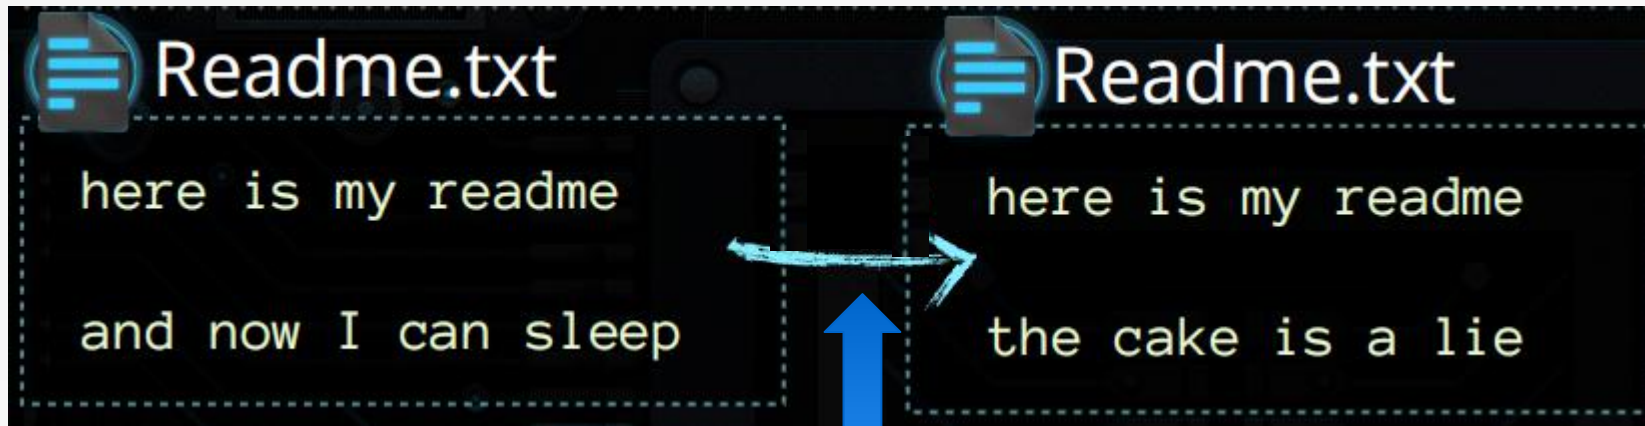 Readme.txt
here is my readme
and now I can sleep
Readme.txt
here is my readme
the cake is a lie